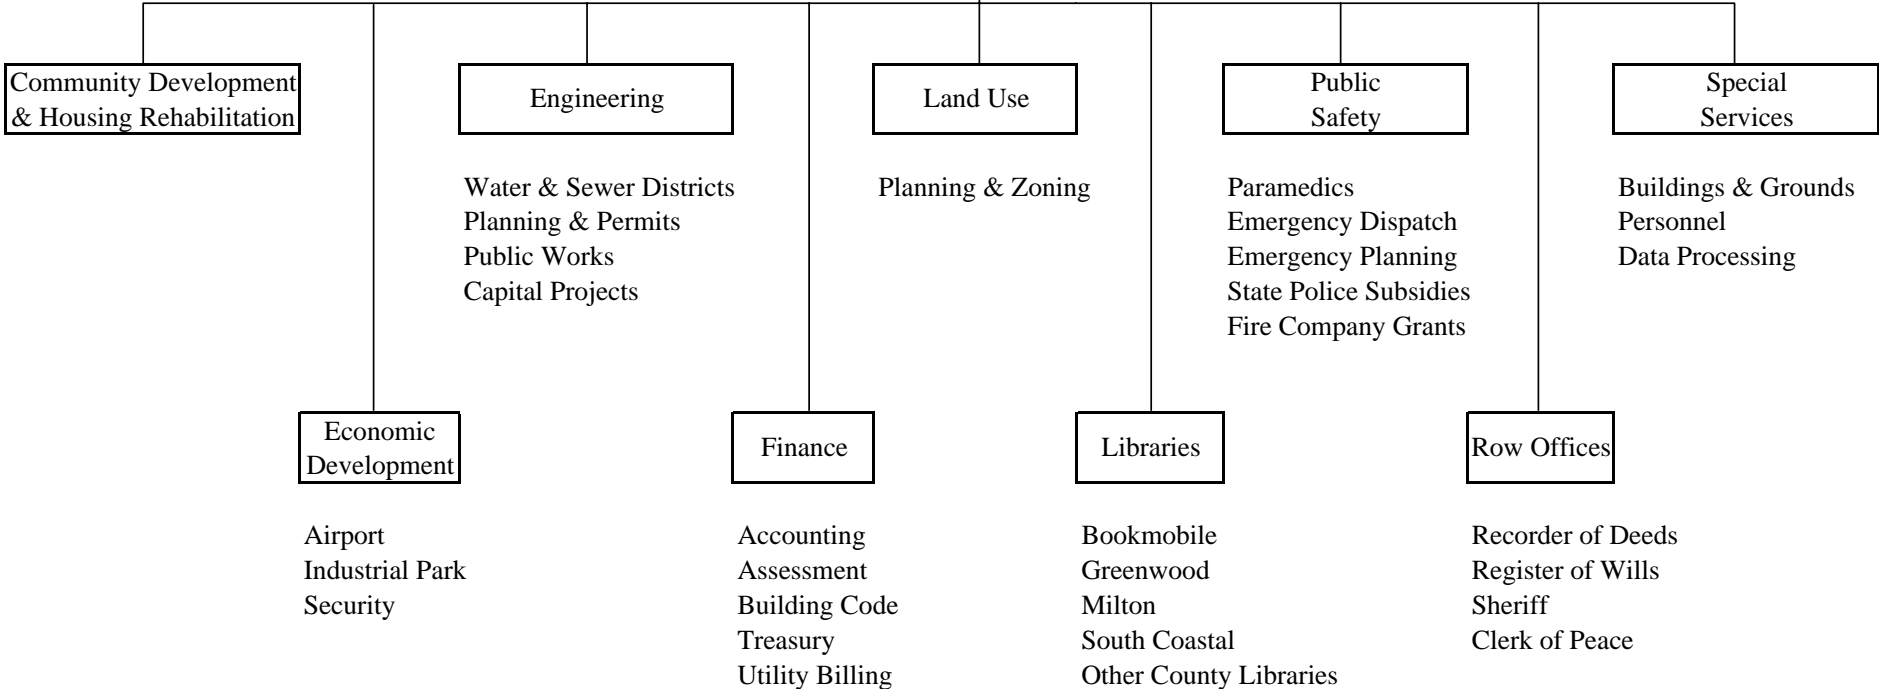 Community Development
& Housing Rehabilitation
Engineering
Water & Sewer Districts
Planning & Permits
Public Works
Capital Projects
Land Use
Planning & Zoning
Public
Safety
Paramedics
Emergency Dispatch
Emergency Planning
State Police Subsidies
Fire Company Grants
Special
Services
Buildings & Grounds
Personnel
Data Processing
Economic
Development
Airport
Industrial Park
Security
Finance
Accounting
Assessment
Building Code
Treasury
Utility Billing
Libraries
Bookmobile
Greenwood
Milton
South Coastal
Other County Libraries
Row Offices
Recorder of Deeds
Register of Wills
Sheriff
Clerk of Peace